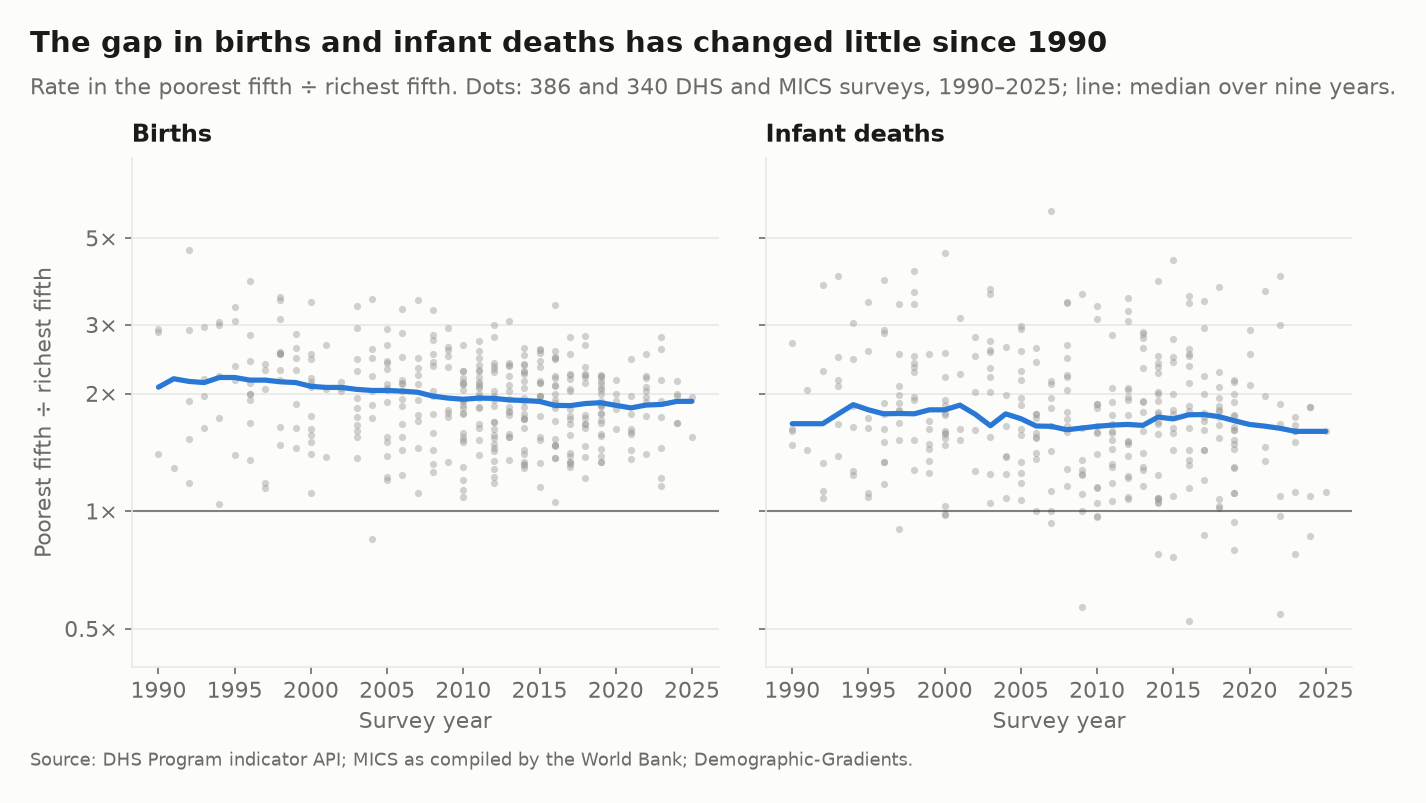 The gap in births and infant deaths has changed little since 1990
Rate in the poorest fifth ÷ richest fifth. Dots: 386 and 340 DHS and MICS surveys, 1990–2025; line: median over nine years.
Births
Infant deaths
Poorest fifth ÷ richest fifth
5×
3×
2×
1×
0.5×
1990 1995 2000 2005 2010 2015 2020 2025
1990 1995 2000 2005 2010 2015 2020 2025
Survey year
Survey year
Source: DHS Program indicator API; MICS as compiled by the World Bank; Demographic-Gradients.